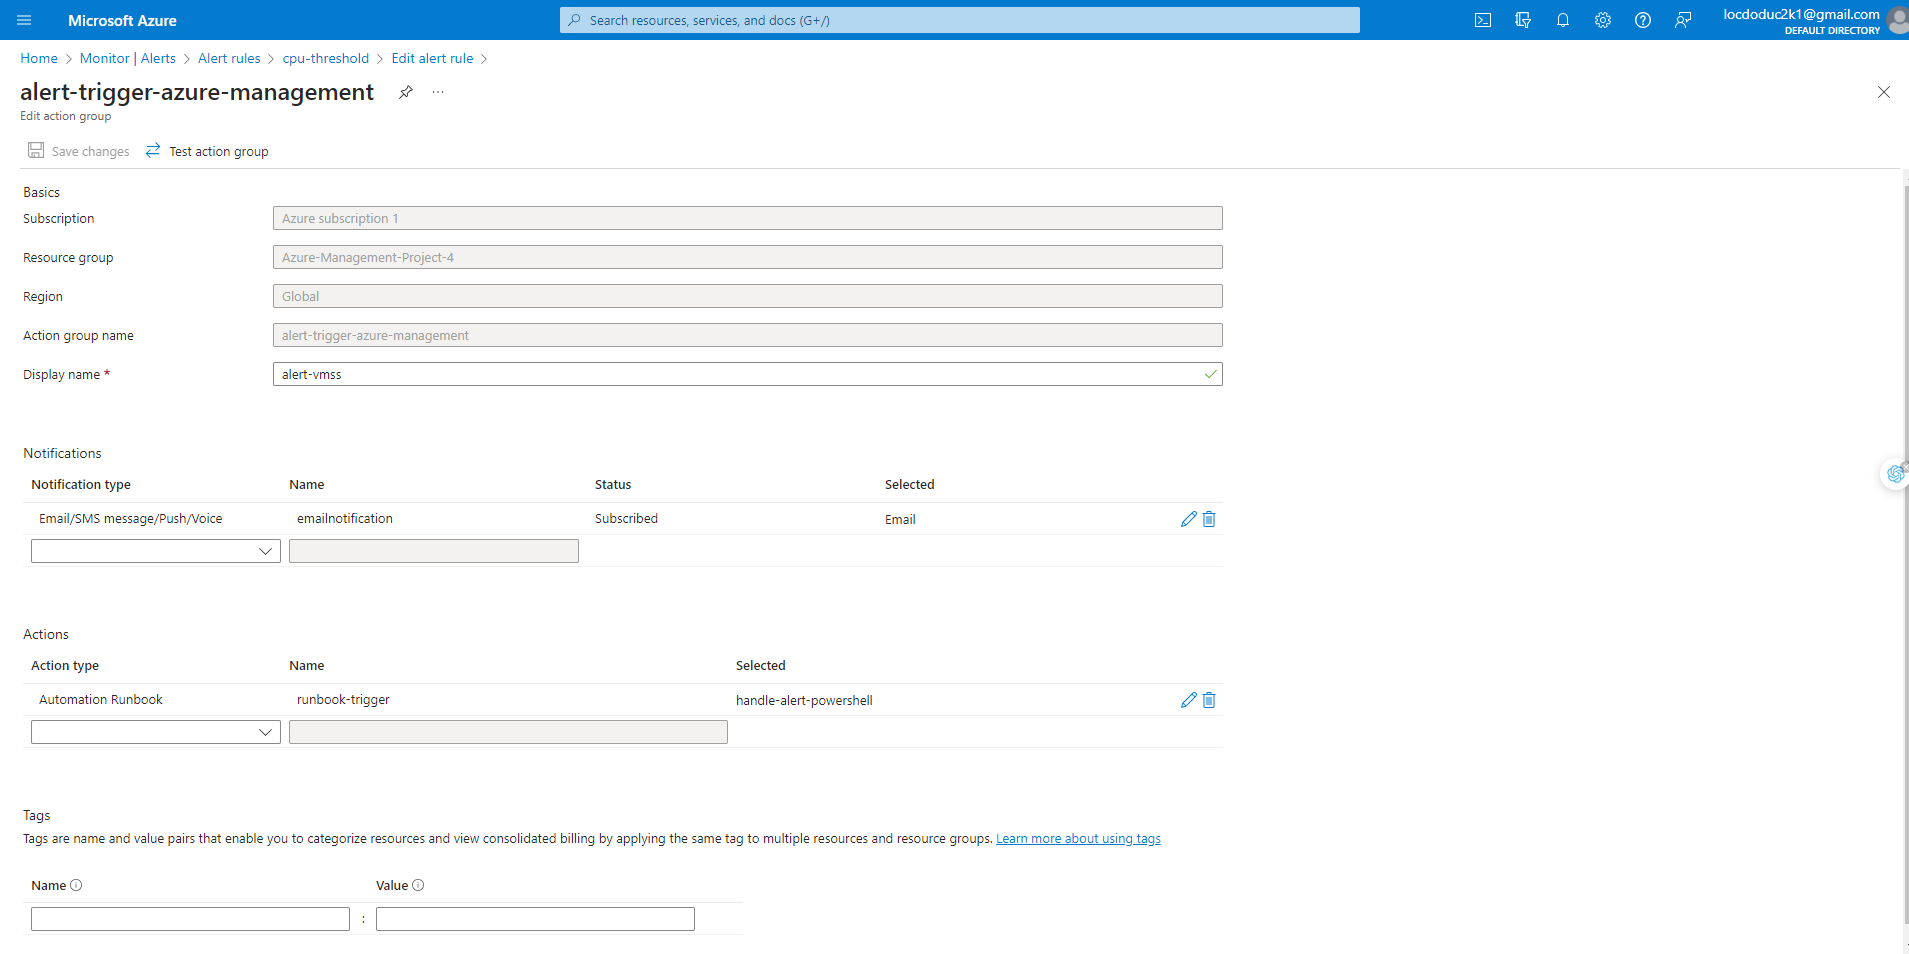 Microsoft Azure
Search resources, services, and docs (G+/)
locdoduc2k1@gmail.com
DEFAULT DIRECTORY
Home > Monitor | Alerts > Alert rules > cpu-threshold > Edit alert rule >
alert-trigger-azure-management ...
Edit action group
Save changes Test action group
Basics
Subscription Azure subscription 1
Resource group Azure-Management-Project-4
Region Global
Action group name alert-trigger-azure-management
Display name * alert-vmss
Notifications
Notification type Name Status Selected
Email/SMS message/Push/Voice emailnotification Subscribed Email
Actions
Action type Name Selected
Automation Runbook runbook-trigger handle-alert-powershell
Tags
Tags are name and value pairs that enable you to categorize resources and view consolidated billing by applying the same tag to multiple resources and resource groups. Learn more about using tags
Name Value
: